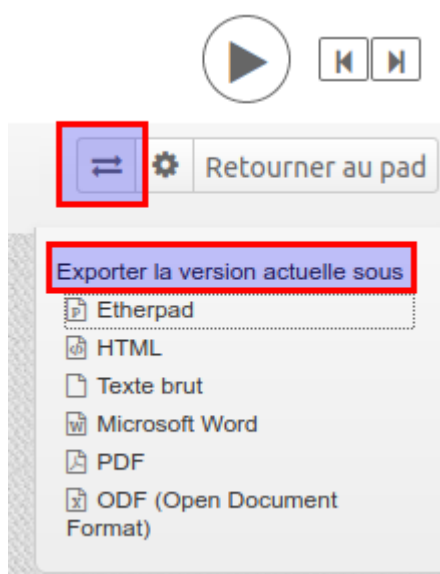 Retourner au pad
Exporter la version actuelle sous
Etherpad
HTML
Texte brut
Microsoft Word
PDF
ODF (Open Document
Format)